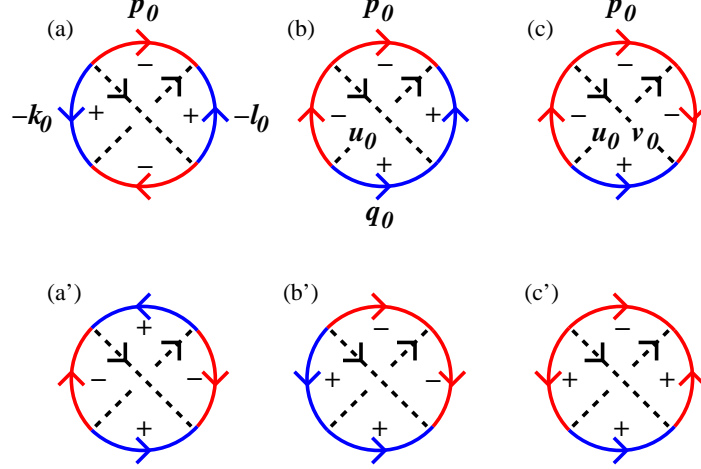 p₀ p₀ p₀
(a) (b) (c)
− − −
−k₀ + + −l₀ − + − −
u₀ u₀ v₀
− + +
q₀
(a’) (b’) (c’)
+ − −
− − + − + +
+ + +